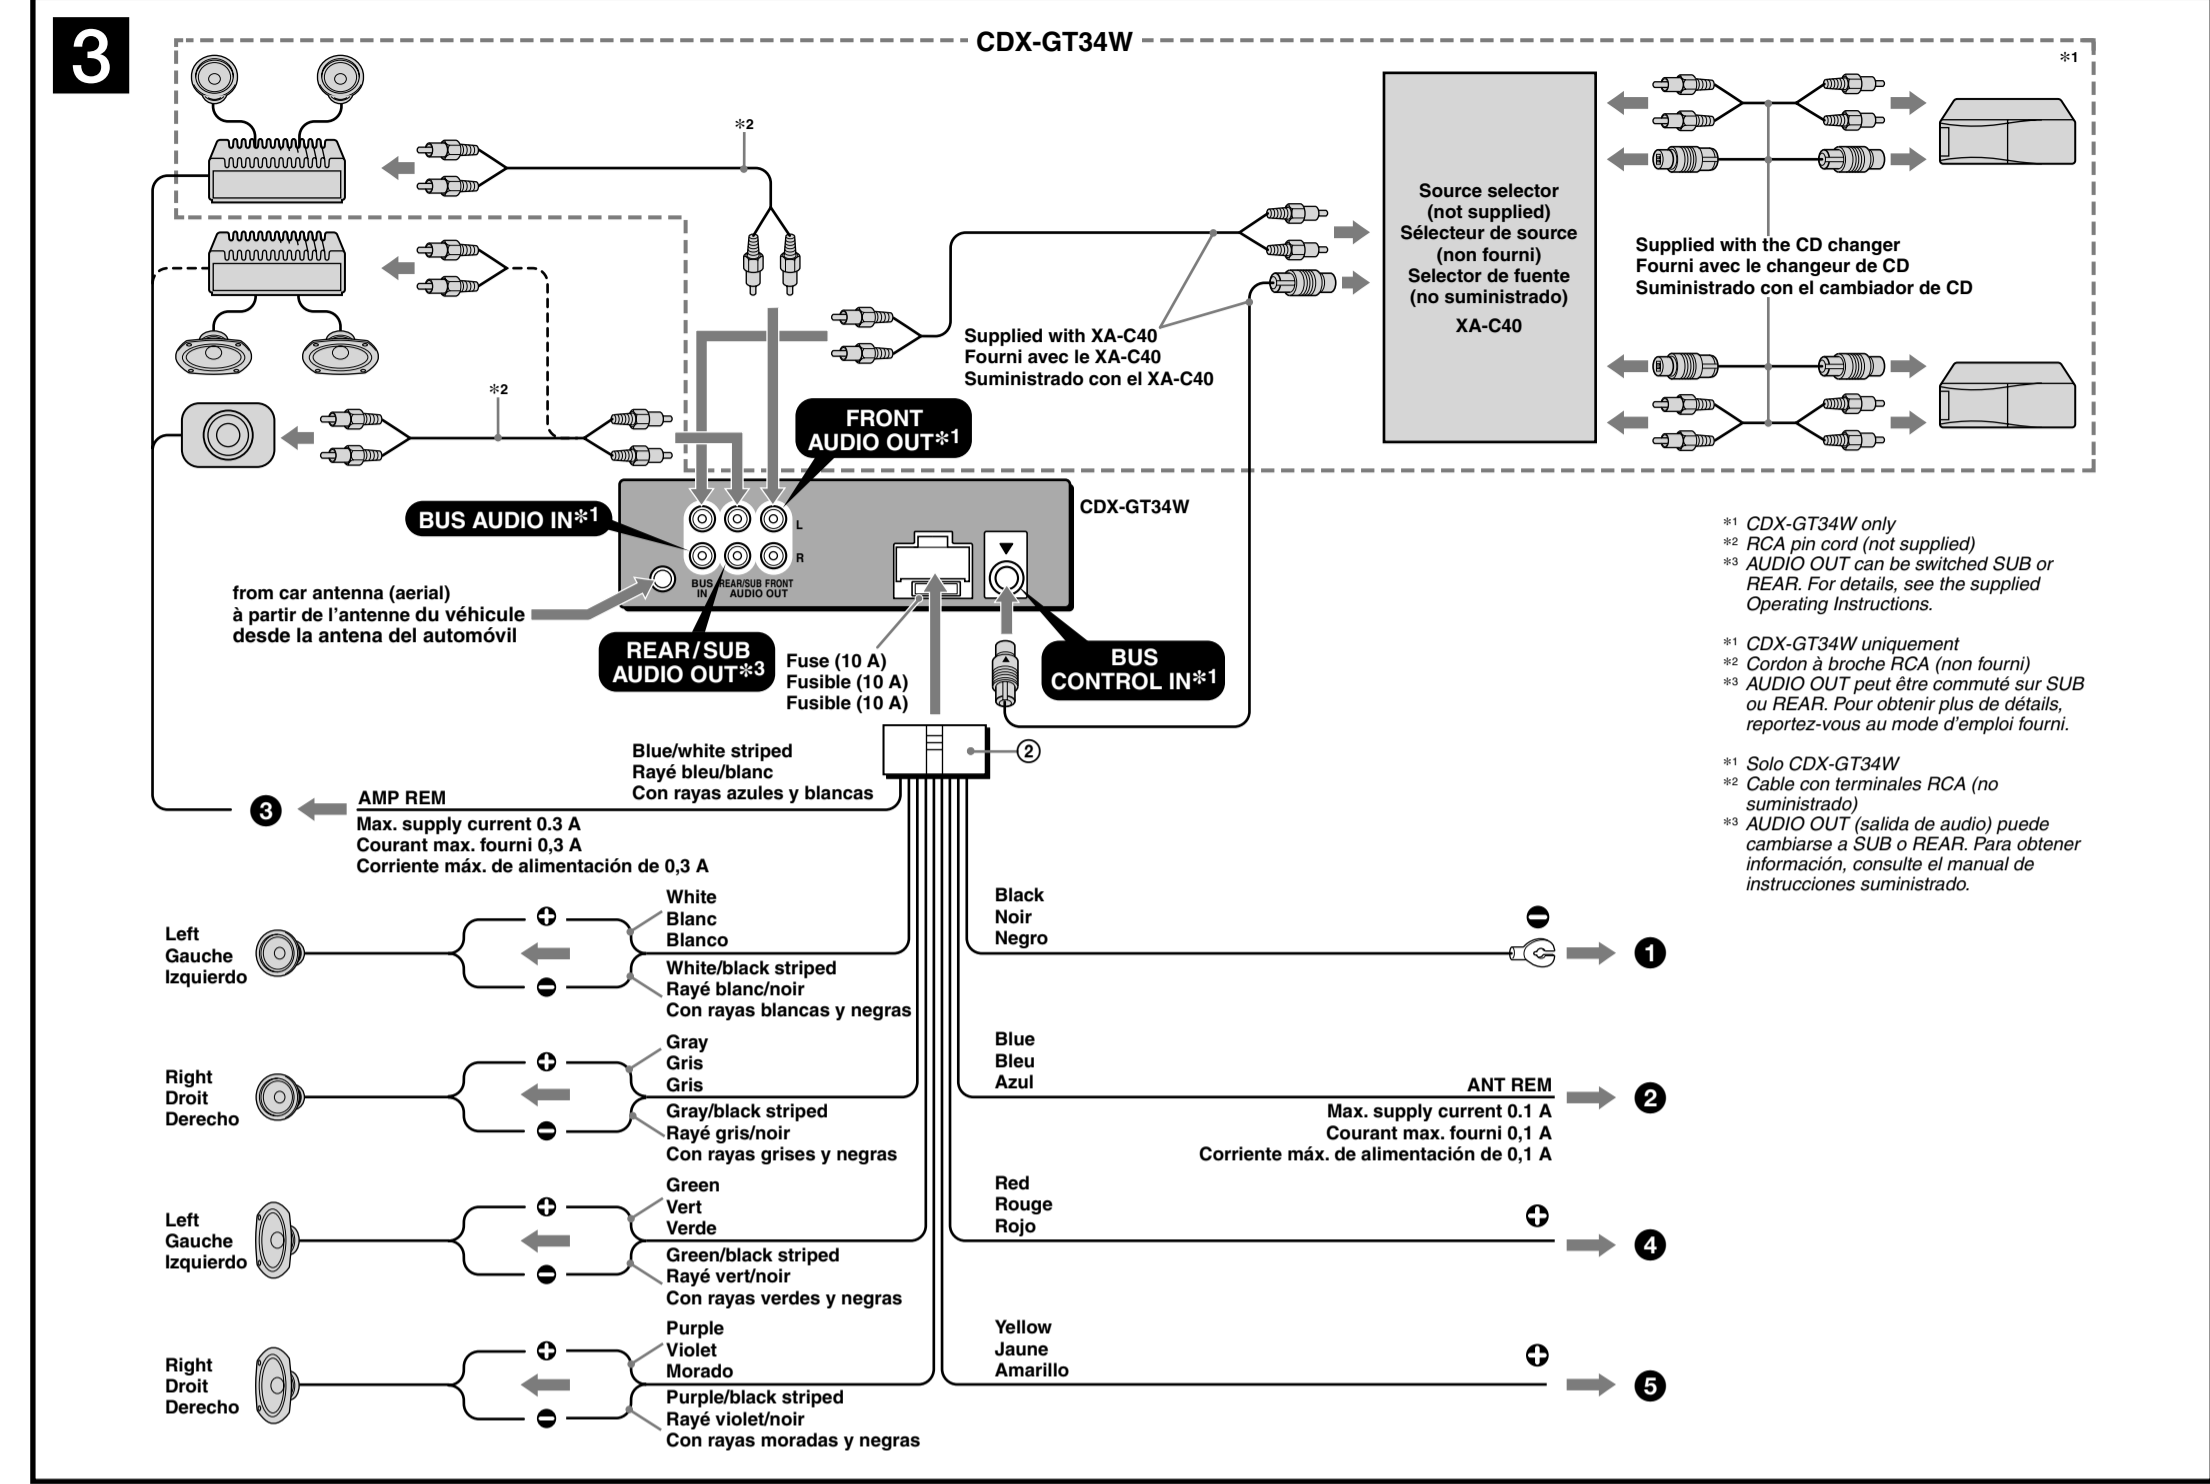 3
CDX-GT34W
*1
*2
Source selector
(not supplied)
Sélecteur de source
(non fourni)
Selector de fuente
(no suministrado)
XA-C40
Supplied with the CD changer
Fourni avec le changeur de CD
Suministrado con el cambiador de CD
Supplied with XA-C40
Fourni avec le XA-C40
Suministrado con el XA-C40
*2
FRONT
AUDIO OUT*1
BUS AUDIO IN*1
CDX-GT34W
L
R
BUS REAR/SUB FRONT
IN AUDIO OUT
from car antenna (aerial)
à partir de l'antenne du véhicule
desde la antena del automóvil
REAR/SUB
AUDIO OUT*3
Fuse (10 A)
Fusible (10 A)
Fusible (10 A)
BUS
CONTROL IN*1
*1 CDX-GT34W only
*2 RCA pin cord (not supplied)
*3 AUDIO OUT can be switched SUB or
REAR. For details, see the supplied
Operating Instructions.
*1 CDX-GT34W uniquement
*2 Cordon à broche RCA (non fourni)
*3 AUDIO OUT peut être commuté sur SUB
ou REAR. Pour obtenir plus de détails,
reportez-vous au mode d'emploi fourni.
*1 Solo CDX-GT34W
*2 Cable con terminales RCA (no
suministrado)
*3 AUDIO OUT (salida de audio) puede
cambiarse a SUB o REAR. Para obtener
información, consulte el manual de
instrucciones suministrado.
2
Blue/white striped
Rayé bleu/blanc
Con rayas azules y blancas
3
AMP REM
Max. supply current 0.3 A
Courant max. fourni 0,3 A
Corriente máx. de alimentación de 0,3 A
Left
Gauche
Izquierdo
+
−
White
Blanc
Blanco
White/black striped
Rayé blanc/noir
Con rayas blancas y negras
Black
Noir
Negro
−
1
Right
Droit
Derecho
+
−
Gray
Gris
Gris
Gray/black striped
Rayé gris/noir
Con rayas grises y negras
Blue
Bleu
Azul
ANT REM
Max. supply current 0.1 A
Courant max. fourni 0,1 A
Corriente máx. de alimentación de 0,1 A
2
Left
Gauche
Izquierdo
+
−
Green
Vert
Verde
Green/black striped
Rayé vert/noir
Con rayas verdes y negras
Red
Rouge
Rojo
+
4
Right
Droit
Derecho
+
−
Purple
Violet
Morado
Purple/black striped
Rayé violet/noir
Con rayas moradas y negras
Yellow
Jaune
Amarillo
+
5